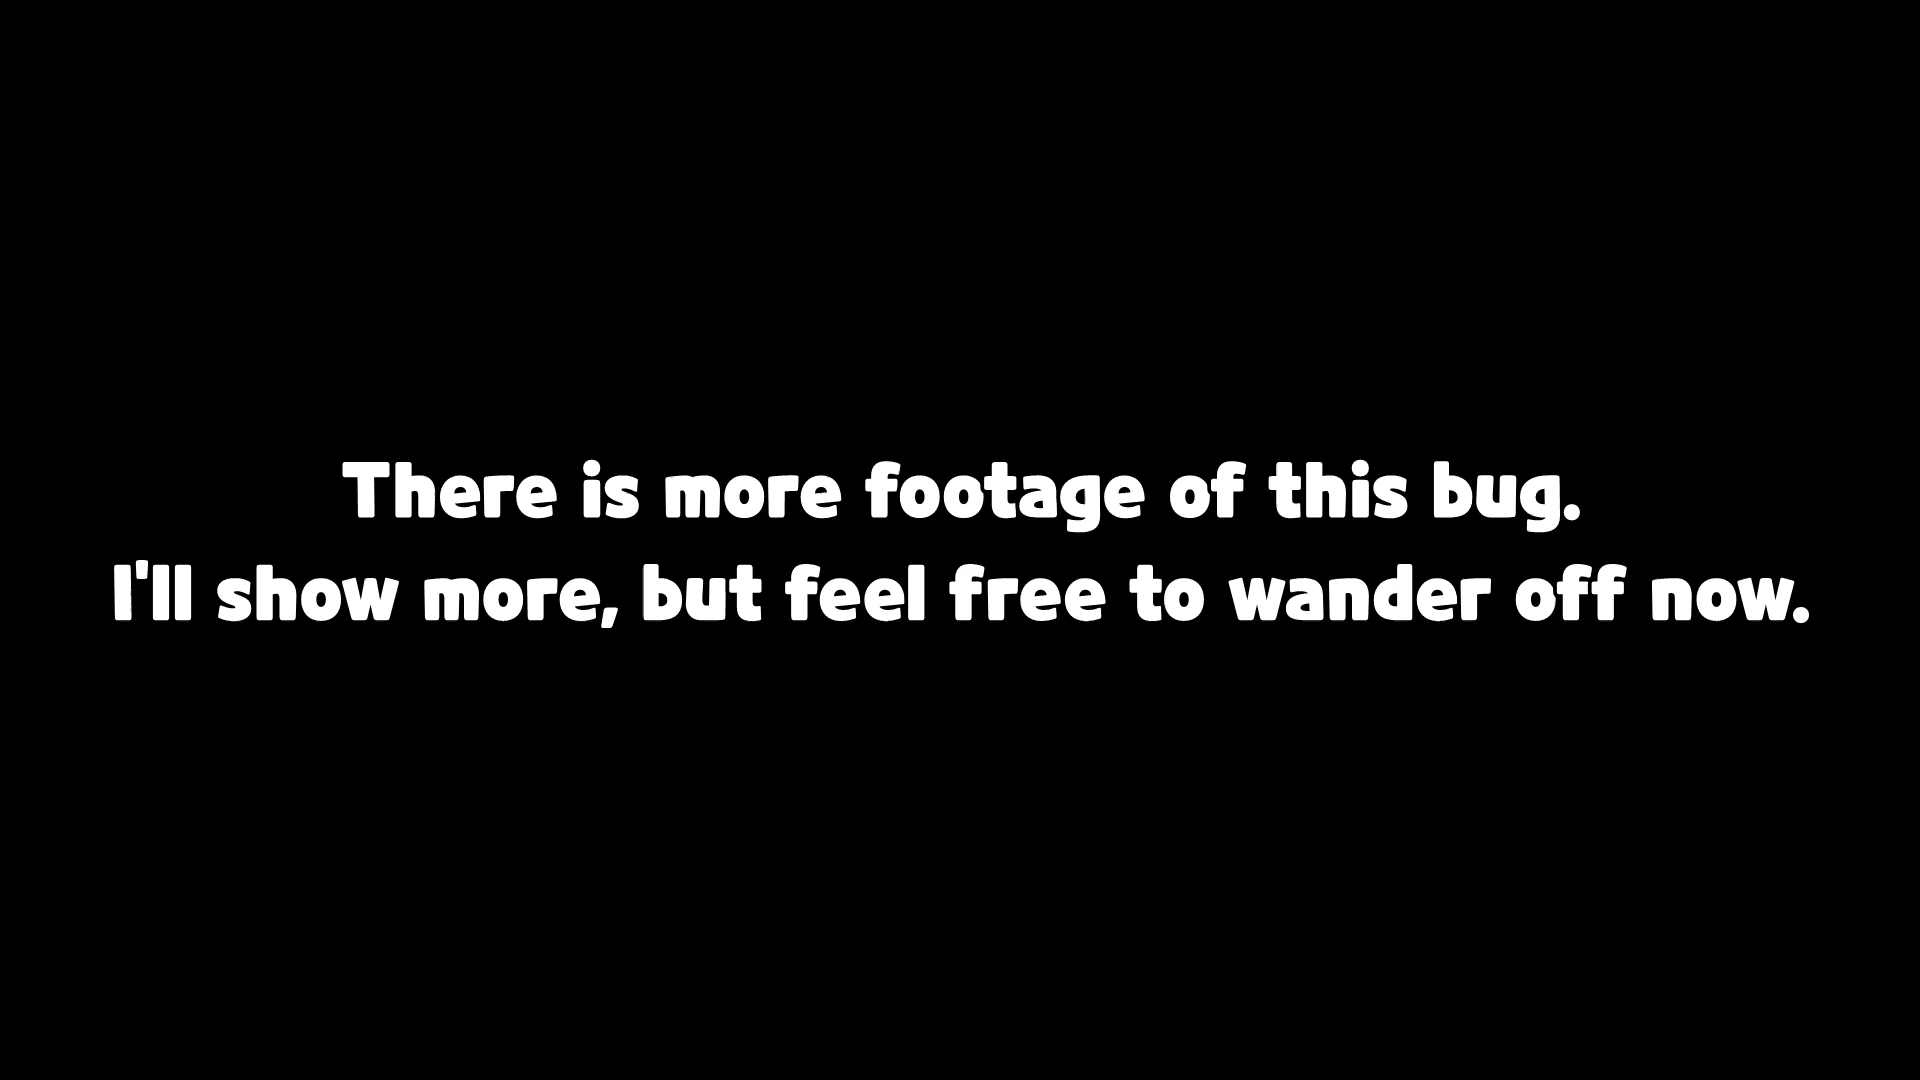 There is more footage of this bug.
I'll show more, but feel free to wander off now.